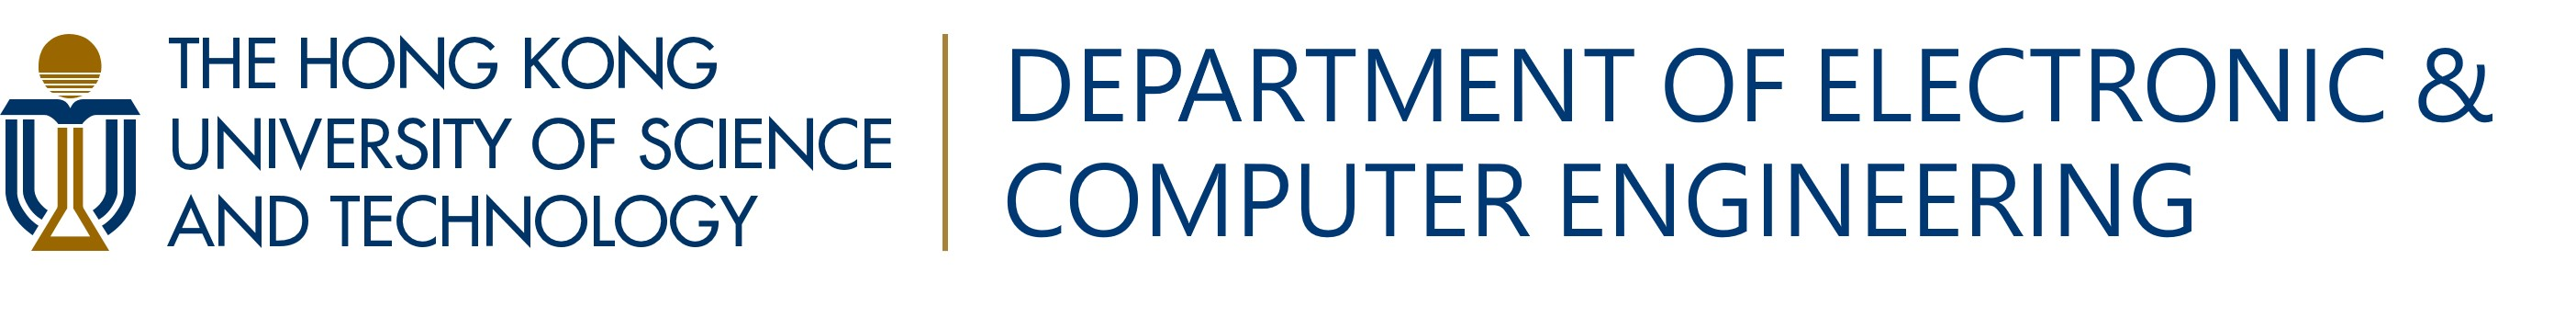 THE HONG KONG
UNIVERSITY OF SCIENCE
AND TECHNOLOGY
DEPARTMENT OF ELECTRONIC &
COMPUTER ENGINEERING